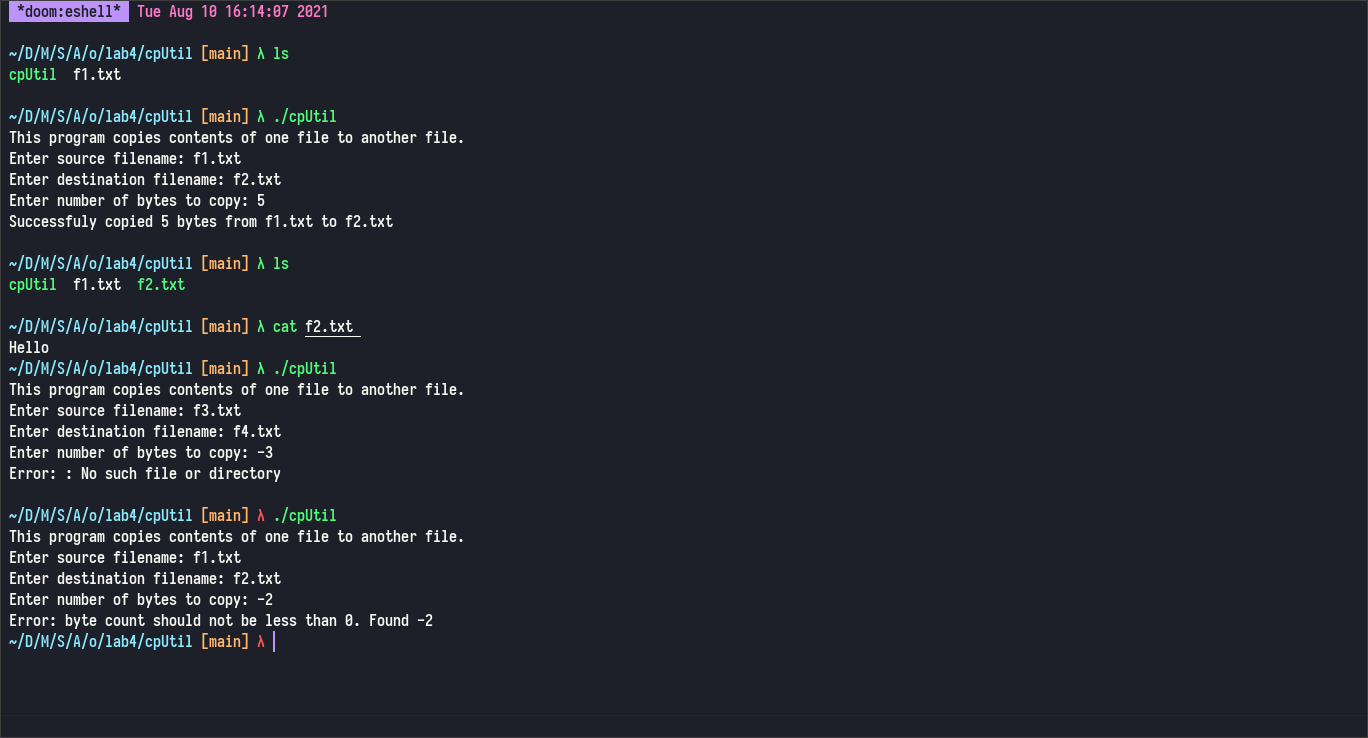 *doom:eshell* Tue Aug 10 16:14:07 2021
~/D/M/S/A/o/lab4/cpUtil [main] λ ls
cpUtil  f1.txt
~/D/M/S/A/o/lab4/cpUtil [main] λ ./cpUtil
This program copies contents of one file to another file.
Enter source filename: f1.txt
Enter destination filename: f2.txt
Enter number of bytes to copy: 5
Successfuly copied 5 bytes from f1.txt to f2.txt
~/D/M/S/A/o/lab4/cpUtil [main] λ ls
cpUtil  f1.txt  f2.txt
~/D/M/S/A/o/lab4/cpUtil [main] λ cat f2.txt
Hello
~/D/M/S/A/o/lab4/cpUtil [main] λ ./cpUtil
This program copies contents of one file to another file.
Enter source filename: f3.txt
Enter destination filename: f4.txt
Enter number of bytes to copy: -3
Error: : No such file or directory
~/D/M/S/A/o/lab4/cpUtil [main] λ ./cpUtil
This program copies contents of one file to another file.
Enter source filename: f1.txt
Enter destination filename: f2.txt
Enter number of bytes to copy: -2
Error: byte count should not be less than 0. Found -2
~/D/M/S/A/o/lab4/cpUtil [main] λ